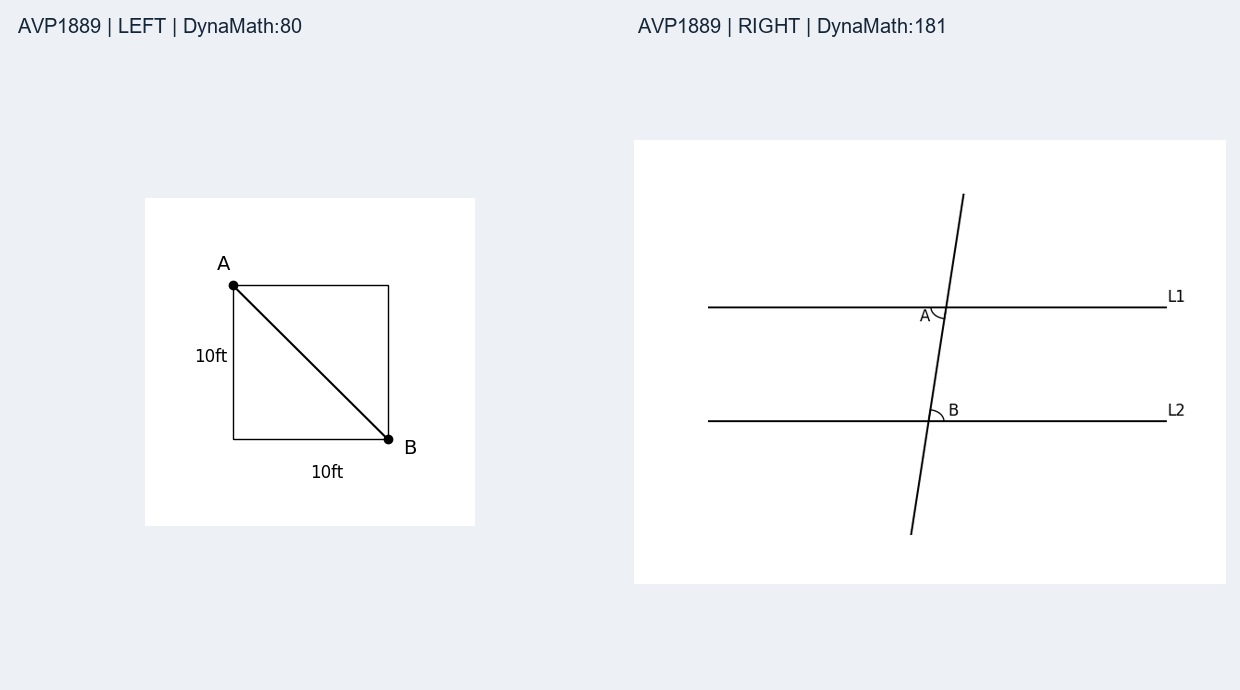 AVP1889 | LEFT | DynaMath:80
A
10ft
B
10ft
AVP1889 | RIGHT | DynaMath:181
L1
A
B
L2